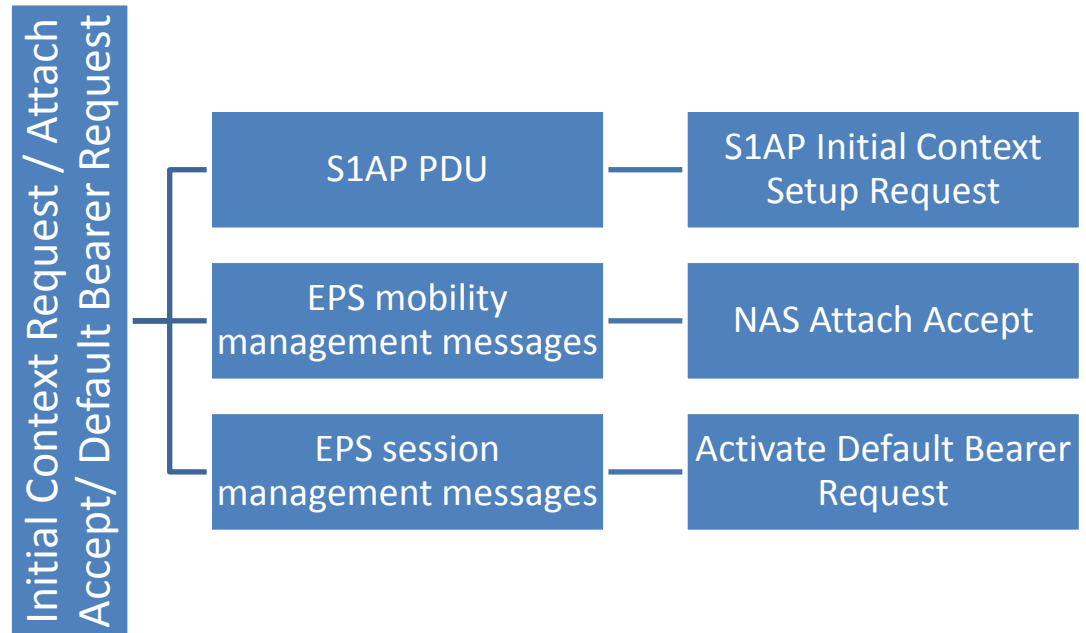 Initial Context Request / Attach
Accept/ Default Bearer Request
S1AP PDU
S1AP Initial Context
Setup Request
EPS mobility
management messages
NAS Attach Accept
EPS session
management messages
Activate Default Bearer
Request